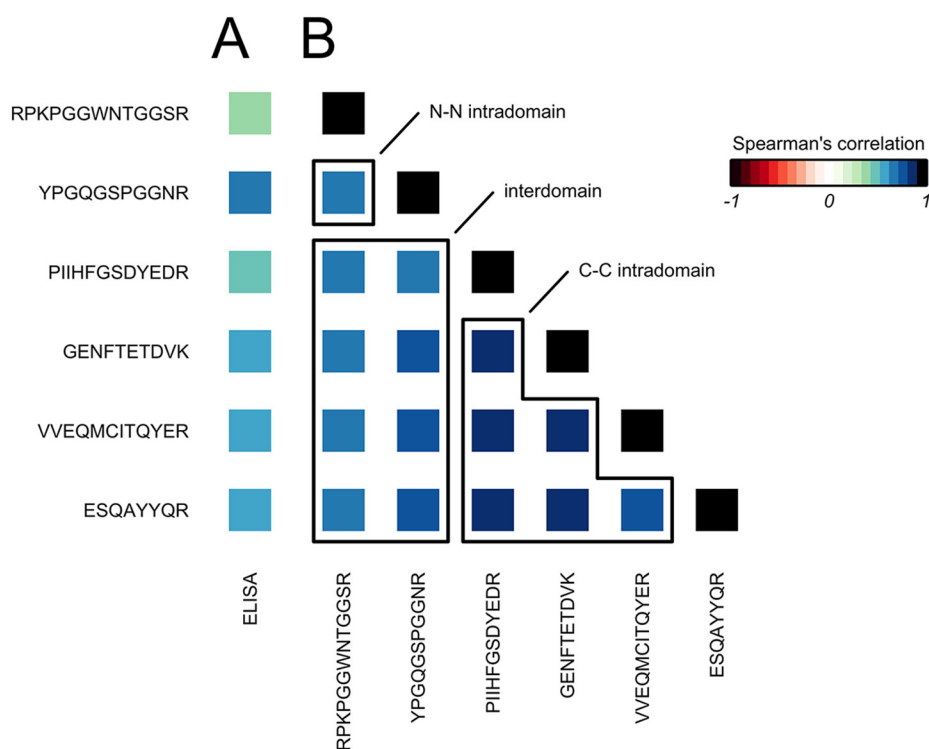 A B
RPKPGGWNTGGSR
N-N intradomain
Spearman's correlation
-1 0 1
YPGQGSPGGNR
interdomain
PIIHFGSDYEDR
C-C intradomain
GENFTETDVK
VVEQMCITQYER
ESQAYYQR
ELISA
RPKPGGWNTGGSR
YPGQGSPGGNR
PIIHFGSDYEDR
GENFTETDVK
VVEQMCITQYER
ESQAYYQR